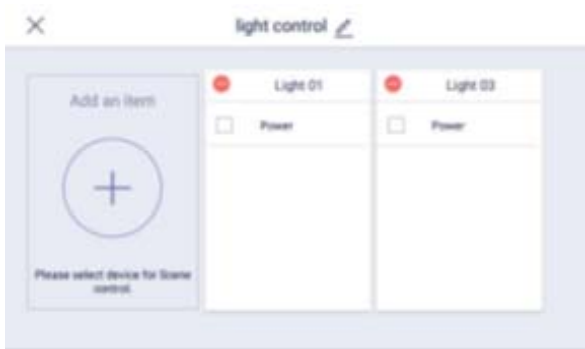 light control
Add an item
Light 01
Light 03
Power
Power
Please select device for Scene
control.